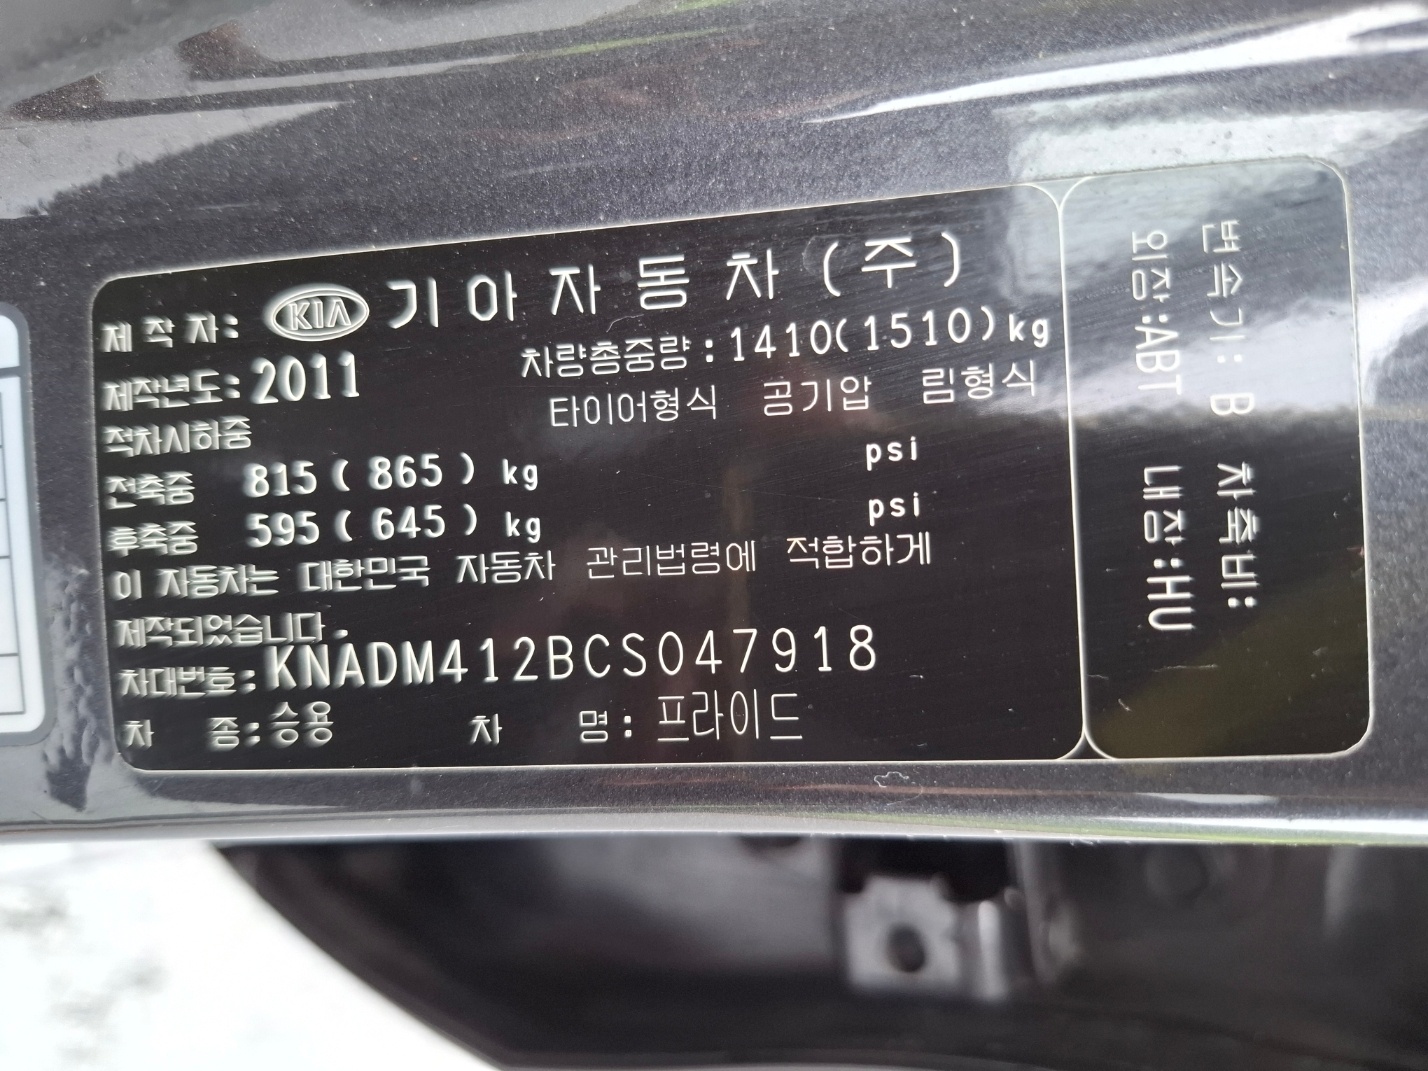 제 작 자: KIA 기 아 자 동 차 (주)
제작년도: 2011 차량총중량: 1410(1510)kg
적차시하중 타이어형식 공기압 림형식
전축중 815 ( 865 ) kg psi
후축중 595 ( 645 ) kg psi
이 자동차는 대한민국 자동차 관리법령에 적합하게
제작되었습니다.
차대번호: KNADM412BCS047918
차 종: 승용 차 명: 프라이드
변속기: B 차축비:
외장:ABT 내장:HU